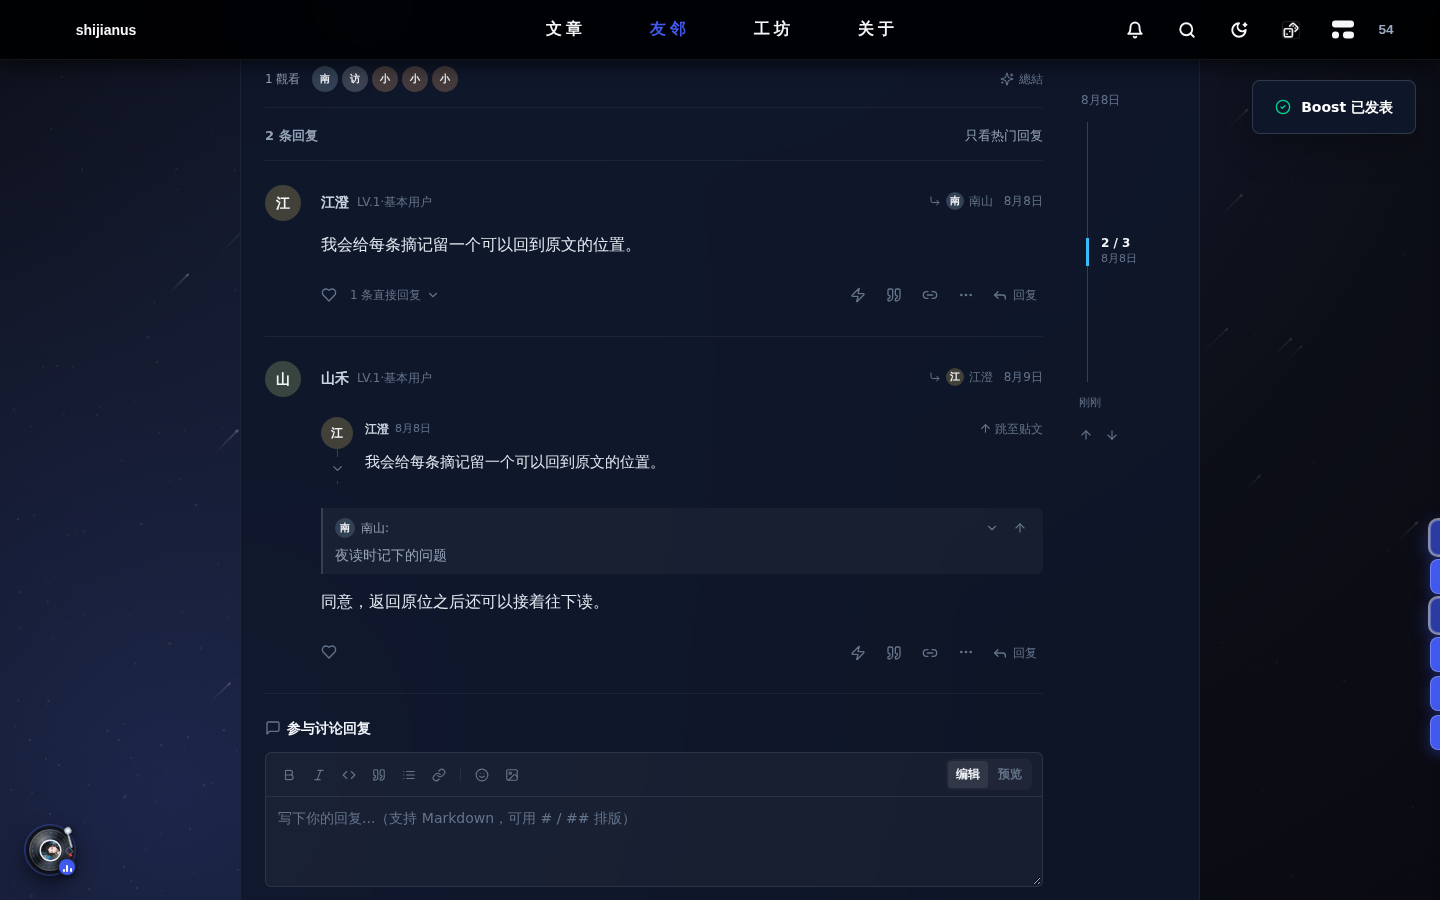 shijianus
文章
友邻
工坊
关于
54
1 觀看 南 访 小 小 小
總結
8月8日
Boost 已发表
2 条回复
只看热门回复
江 江澄 LV.1·基本用户
南 南山 8月8日
我会给每条摘记留一个可以回到原文的位置。
2 / 3
8月8日
1 条直接回复
回复
山 山禾 LV.1·基本用户
江 江澄 8月9日
刚刚
江 江澄 8月8日
跳至贴文
我会给每条摘记留一个可以回到原文的位置。
南 南山:
夜读时记下的问题
同意，返回原位之后还可以接着往下读。
回复
参与讨论回复
编辑 预览
写下你的回复...（支持 Markdown，可用 # / ## 排版）